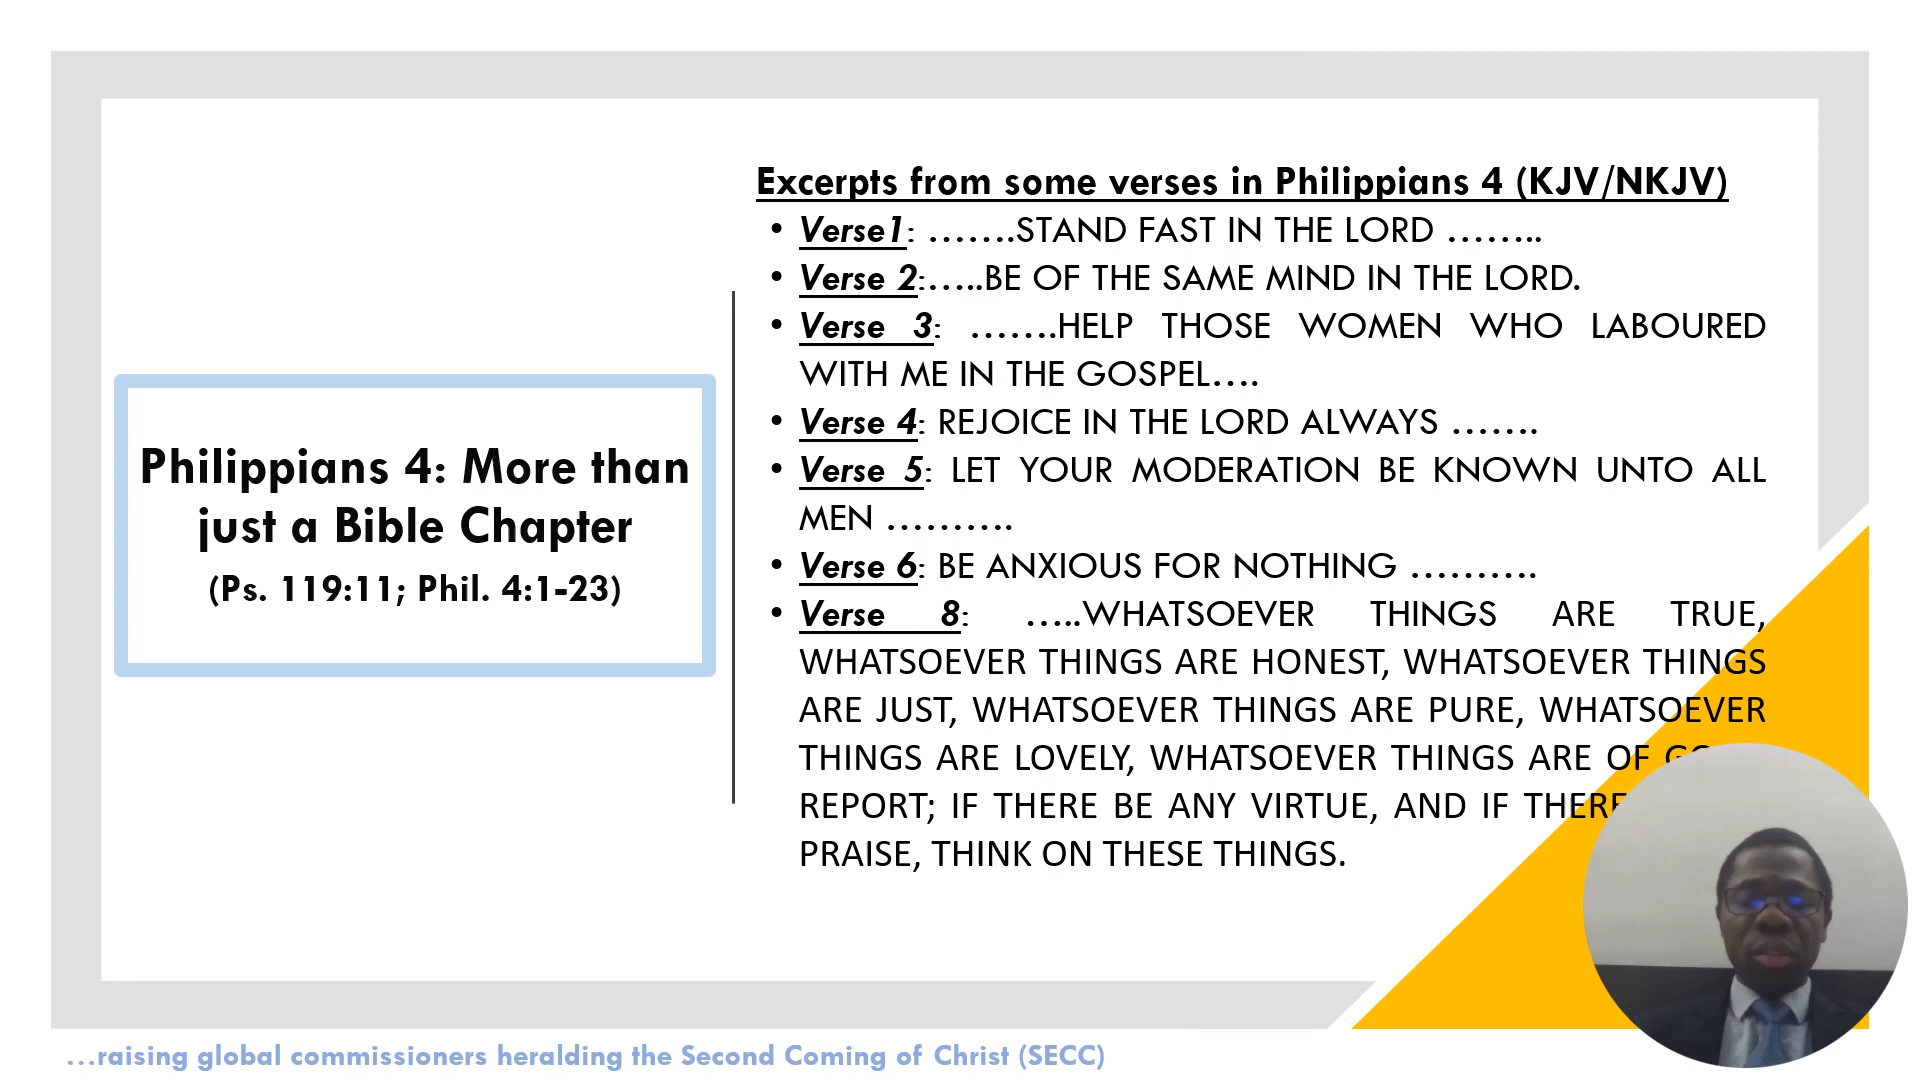 Philippians 4: More than
just a Bible Chapter
(Ps. 119:11; Phil. 4:1-23)
Excerpts from some verses in Philippians 4 (KJV/NKJV)
• Verse1: …….STAND FAST IN THE LORD ……..
• Verse 2:…..BE OF THE SAME MIND IN THE LORD.
• Verse 3: …….HELP THOSE WOMEN WHO LABOURED
WITH ME IN THE GOSPEL….
• Verse 4: REJOICE IN THE LORD ALWAYS …….
• Verse 5: LET YOUR MODERATION BE KNOWN UNTO ALL
MEN ……….
• Verse 6: BE ANXIOUS FOR NOTHING ……….
• Verse 8: …..WHATSOEVER THINGS ARE TRUE,
WHATSOEVER THINGS ARE HONEST, WHATSOEVER THINGS
ARE JUST, WHATSOEVER THINGS ARE PURE, WHATSOEVER
THINGS ARE LOVELY, WHATSOEVER THINGS ARE OF
REPORT; IF THERE BE ANY VIRTUE, AND IF THERE
PRAISE, THINK ON THESE THINGS.
…raising global commissioners heralding the Second Coming of Christ (SECC)